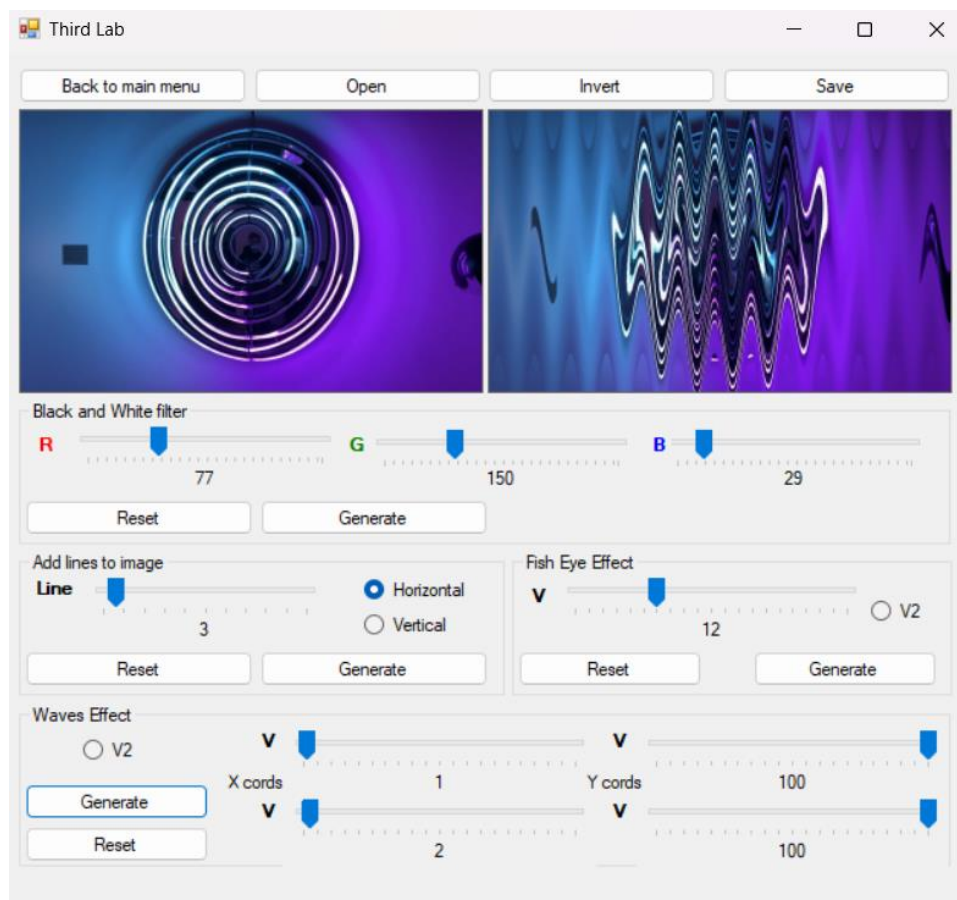 Third Lab
Back to main menu Open Invert Save
Black and White filter
R G B
77 150 29
Reset Generate
Add lines to image Fish Eye Effect
Line Horizontal V V2
3 Vertical 12
Reset Generate Reset Generate
Waves Effect
V2 V V
X cords 1 Y cords 100
Generate V V
Reset 2 100